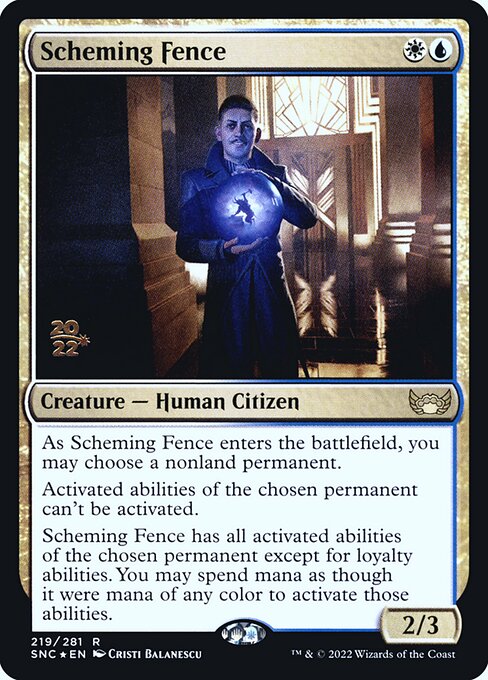 Scheming Fence
20
22
Creature — Human Citizen
As Scheming Fence enters the battlefield, you
may choose a nonland permanent.
Activated abilities of the chosen permanent
can't be activated.
Scheming Fence has all activated abilities
of the chosen permanent except for loyalty
abilities. You may spend mana as though
it were mana of any color to activate those
abilities.
2/3
219/281 R
SNC ★ EN Cristi Balanescu
™ & © 2022 Wizards of the Coast